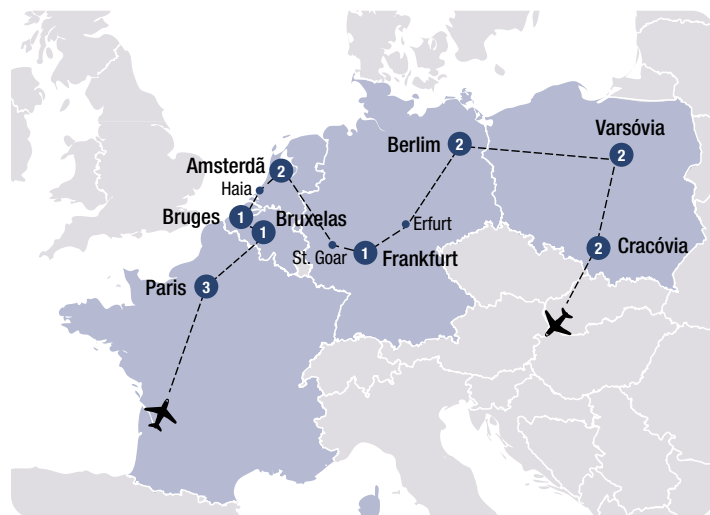 Varsóvia
2
Berlim
2
Amsterdã
2
Haia
Bruges
1
Bruxelas
1
Erfurt
St. Goar
1
Frankfurt
2
Cracóvia
Paris
3